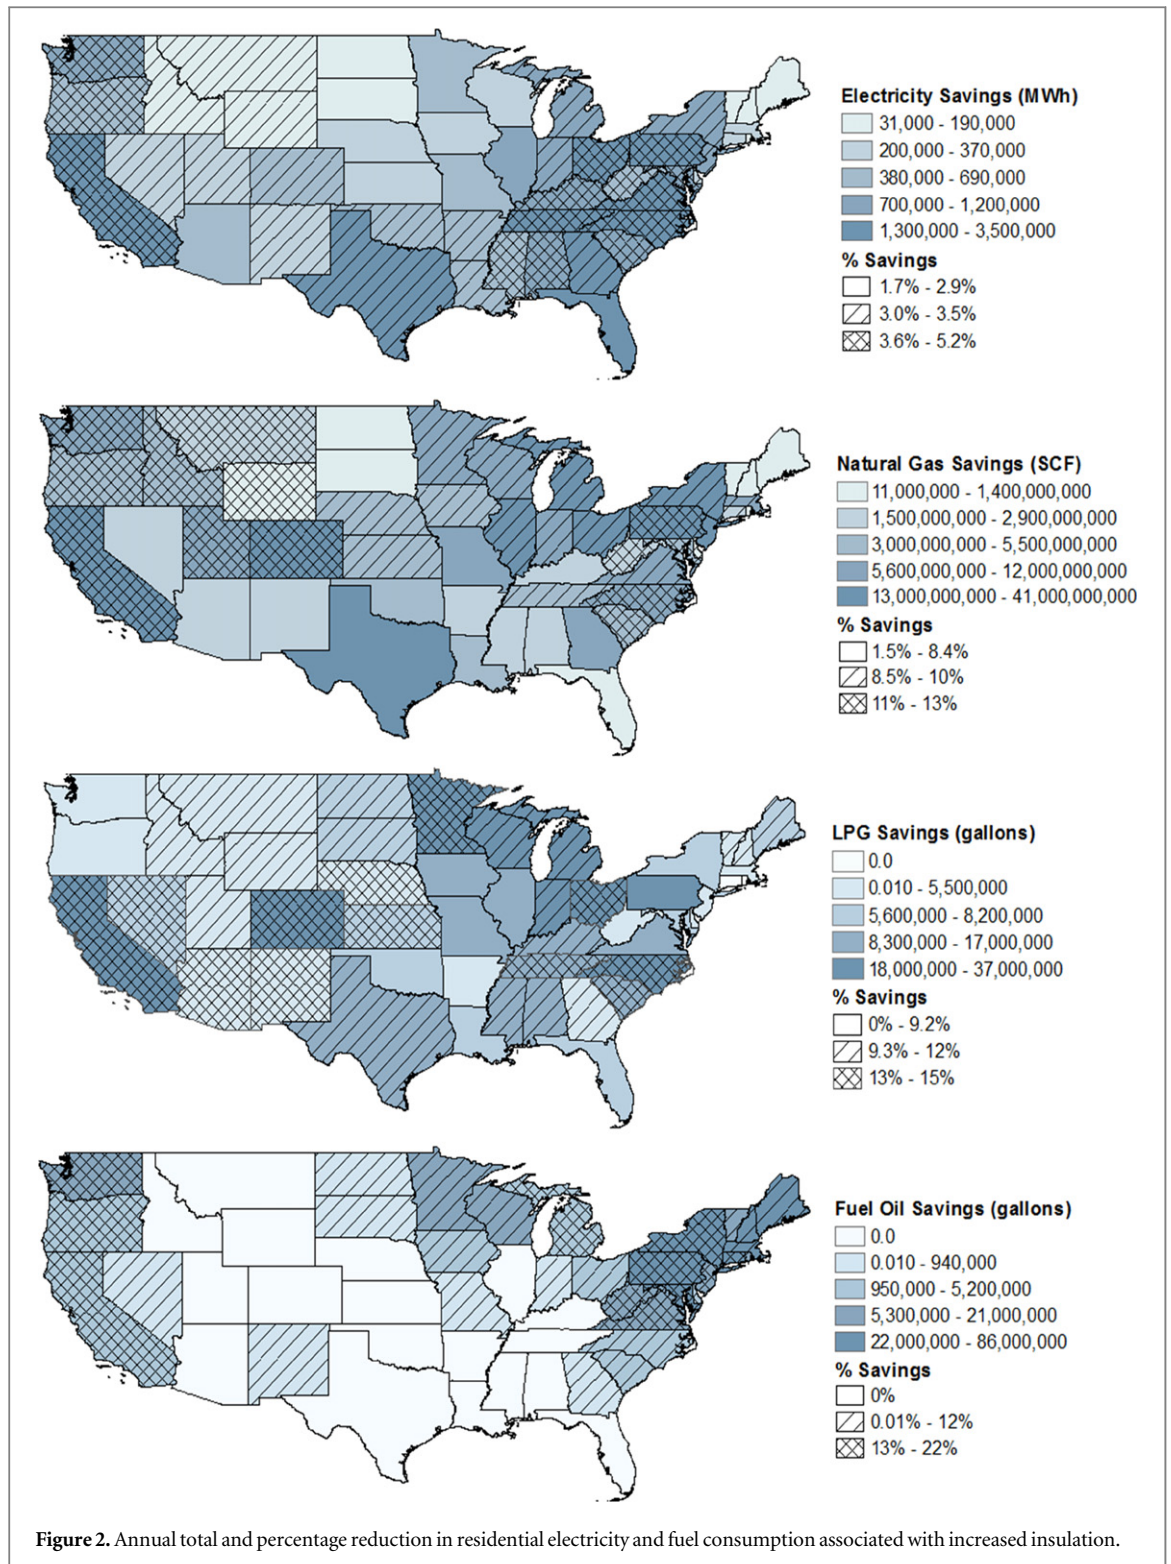 Electricity Savings (MWh)
31,000 - 190,000
200,000 - 370,000
380,000 - 690,000
700,000 - 1,200,000
1,300,000 - 3,500,000
% Savings
1.7% - 2.9%
3.0% - 3.5%
3.6% - 5.2%
Natural Gas Savings (SCF)
11,000,000 - 1,400,000,000
1,500,000,000 - 2,900,000,000
3,000,000,000 - 5,500,000,000
5,600,000,000 - 12,000,000,000
13,000,000,000 - 41,000,000,000
% Savings
1.5% - 8.4%
8.5% - 10%
11% - 13%
LPG Savings (gallons)
0.0
0.010 - 5,500,000
5,600,000 - 8,200,000
8,300,000 - 17,000,000
18,000,000 - 37,000,000
% Savings
0% - 9.2%
9.3% - 12%
13% - 15%
Fuel Oil Savings (gallons)
0.0
0.010 - 940,000
950,000 - 5,200,000
5,300,000 - 21,000,000
22,000,000 - 86,000,000
% Savings
0%
0.01% - 12%
13% - 22%
Figure 2. Annual total and percentage reduction in residential electricity and fuel consumption associated with increased insulation.